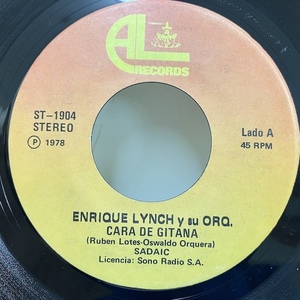 AL
RECORDS
ST-1904
STEREO
Ⓟ 1978
Lado A
45 RPM
ENRIQUE LYNCH y su ORQ.
CARA DE GITANA
(Ruben Lotes-Oswaldo Orquera)
SADAIC
Licencia: Sono Radio S.A.